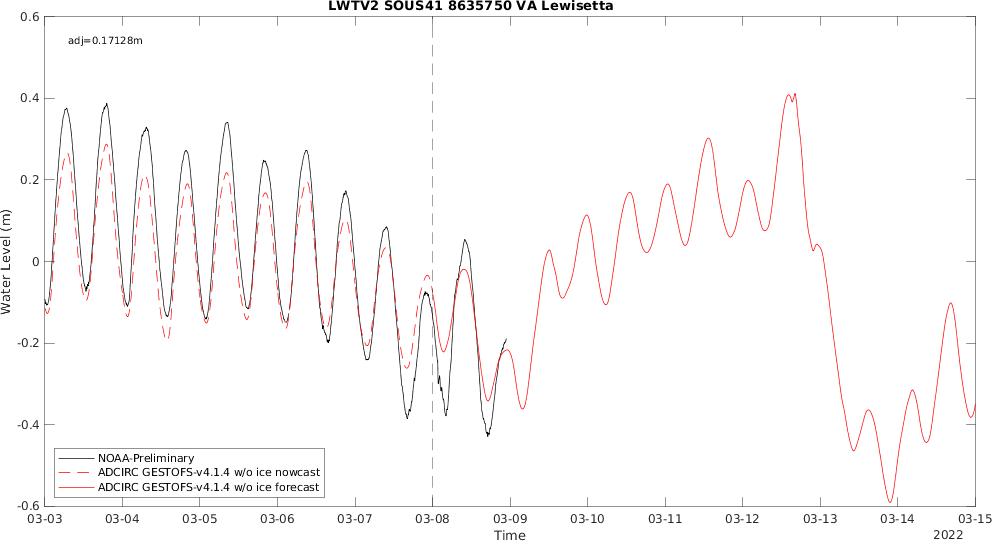 LWTV2 SOUS41 8635750 VA Lewisetta
adj=0.17128m
0.6
0.4
0.2
0
-0.2
-0.4
-0.6
Water Level (m)
NOAA-Preliminary
ADCIRC GESTOFS-v4.1.4 w/o ice nowcast
ADCIRC GESTOFS-v4.1.4 w/o ice forecast
03-03 03-04 03-05 03-06 03-07 03-08 03-09 03-10 03-11 03-12 03-13 03-14 03-15
Time
2022